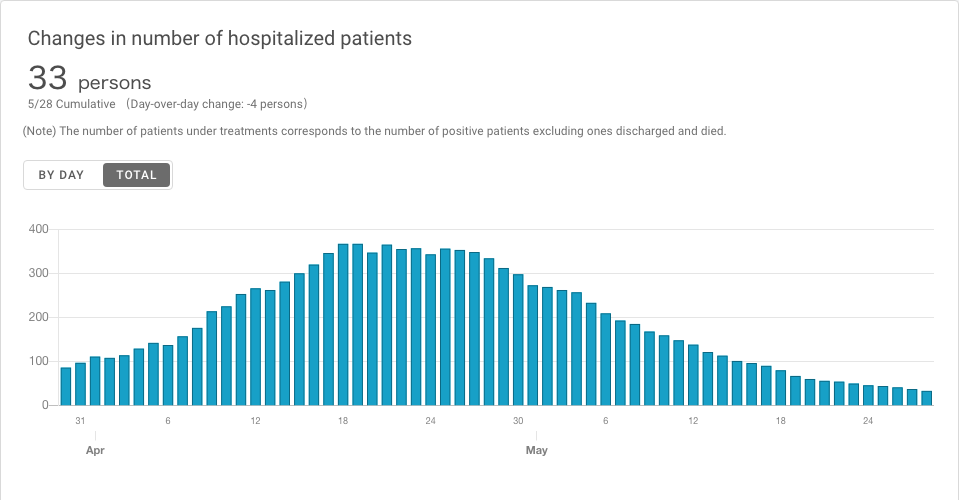 Changes in number of hospitalized patients
33 persons
5/28 Cumulative (Day-over-day change: -4 persons)
(Note) The number of patients under treatments corresponds to the number of positive patients excluding ones discharged and died.
BY DAY TOTAL
400
300
200
100
0
31 6 12 18 24 30 6 12 18 24
Apr May